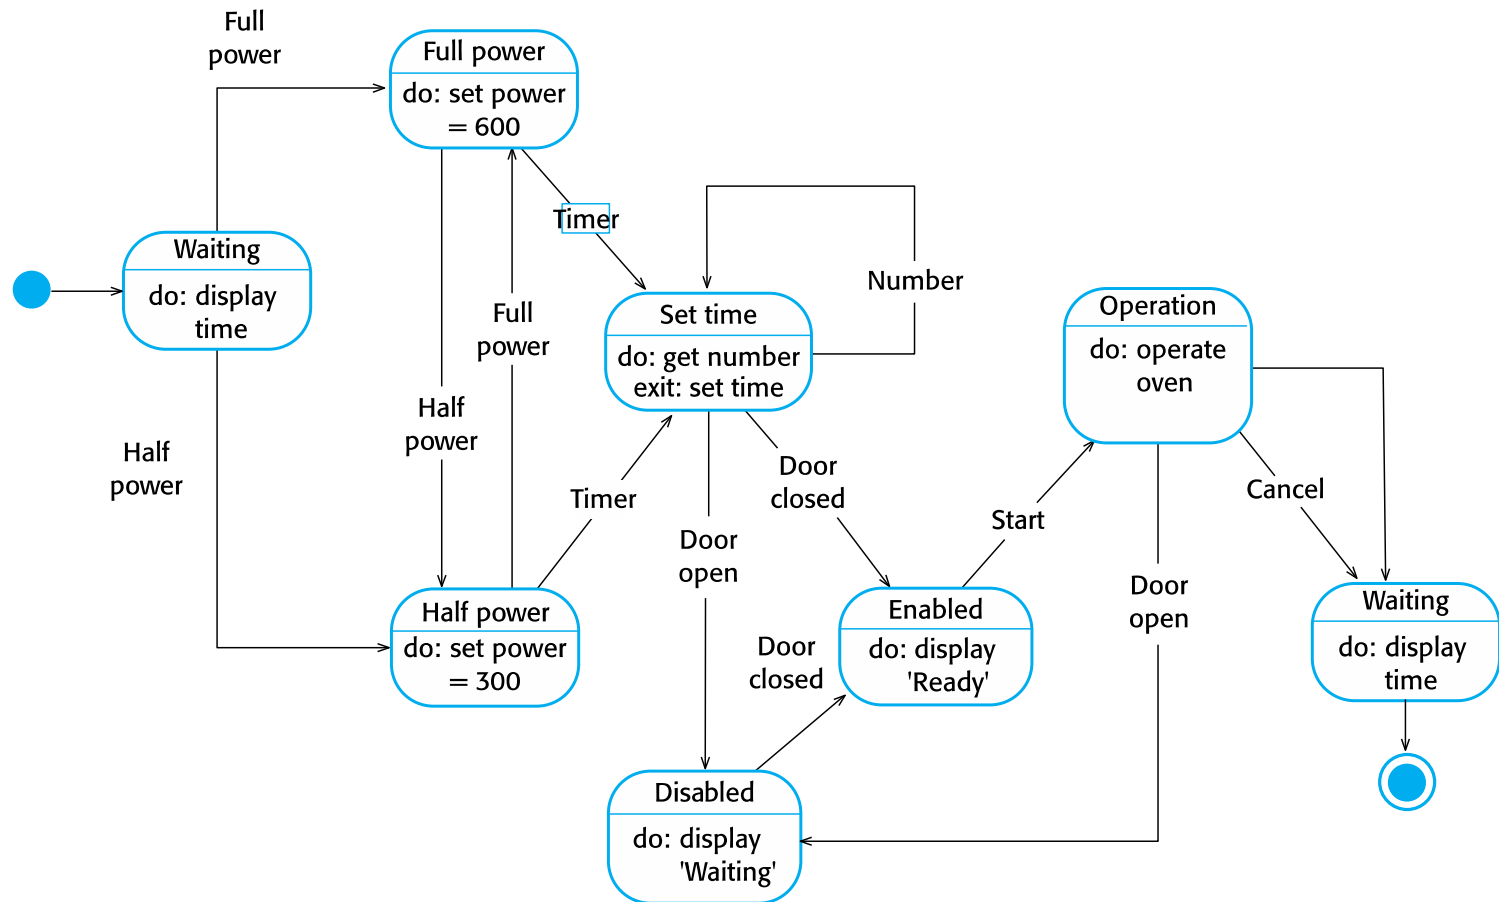 Full
power
Full power
do: set power
= 600
Timer
Waiting
do: display
time
Number
Set time
do: get number
exit: set time
Operation
do: operate
oven
Full
power
Half
power
Half
power
Timer
Door
closed
Cancel
Start
Door
open
Door
open
Half power
do: set power
= 300
Enabled
do: display
'Ready'
Waiting
do: display
time
Door
closed
Disabled
do: display
'Waiting'